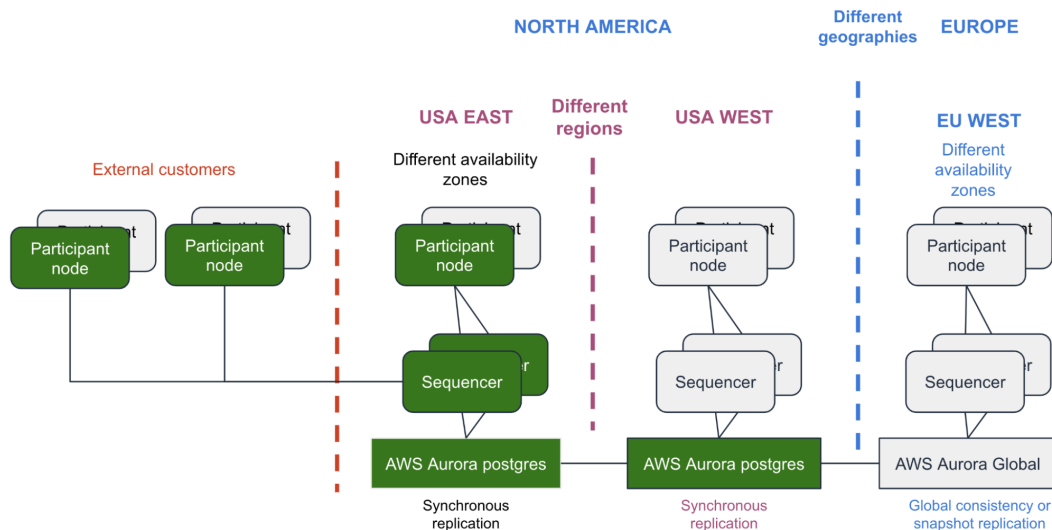 NORTH AMERICA
Different
geographies
EUROPE
USA EAST
Different
regions
USA WEST
EU WEST
External customers
Different availability
zones
Different
availability
zones
Participant
node
Participant
node
Participant
node
Participant
node
Participant
node
Sequencer
Sequencer
Sequencer
AWS Aurora postgres
AWS Aurora postgres
AWS Aurora Global
Synchronous
replication
Synchronous
replication
Global consistency or
snapshot replication